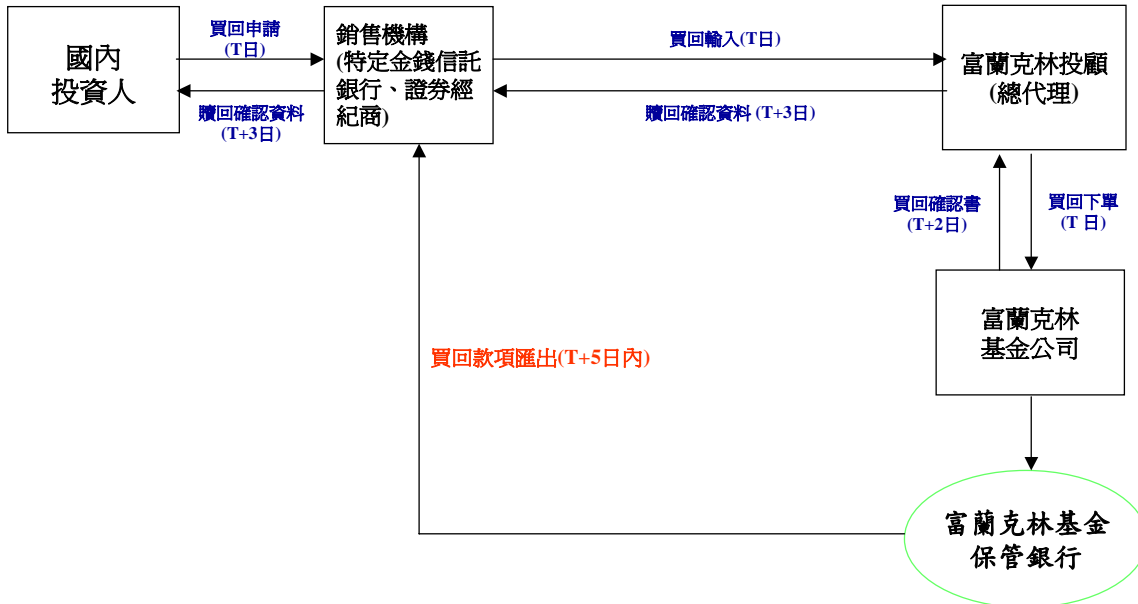 國內
投資人
買回申請
(T日)
贖回確認資料
(T+3日)
銷售機構
(特定金錢信託
銀行、證券經
紀商)
買回輸入(T日)
贖回確認資料 (T+3日)
富蘭克林投顧
(總代理)
買回確認書
(T+2日)
買回下單
(T 日)
富蘭克林
基金公司
買回款項匯出(T+5日內)
富蘭克林基金
保管銀行